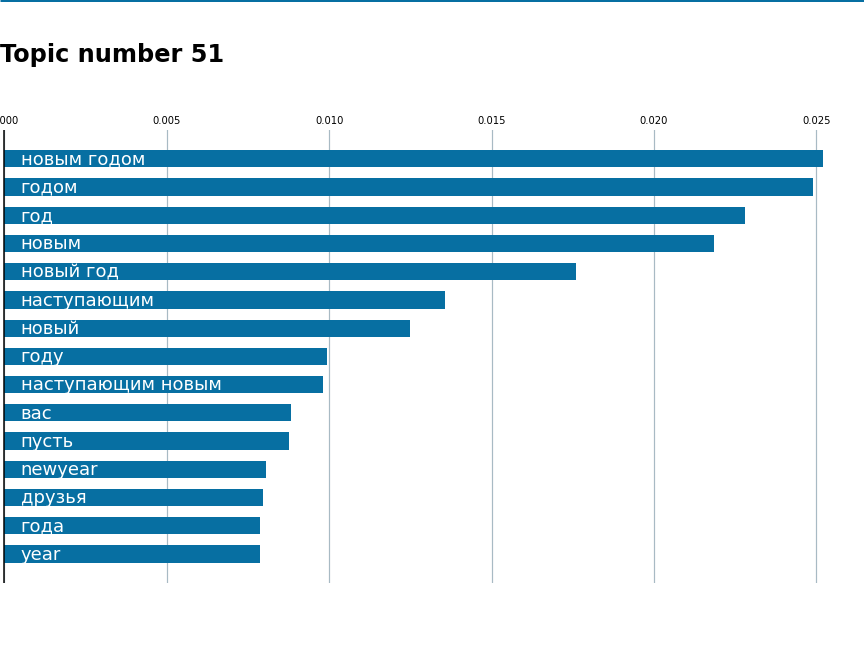 Topic number 51
000 0.005 0.010 0.015 0.020 0.025
новым годом
годом
год
новым
новый год
наступающим
новый
году
наступающим новым
вас
пусть
newyear
друзья
года
year